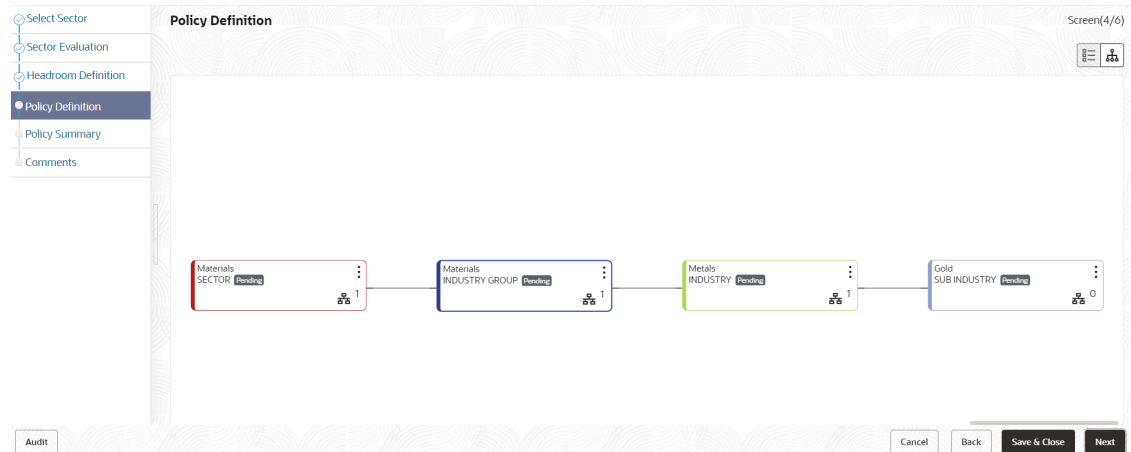 Select Sector
Sector Evaluation
Headroom Definition
Policy Definition
Policy Summary
Comments
Policy Definition
Screen(4/6)
Materials
SECTOR Pending
1
Materials
INDUSTRY GROUP Pending
1
Metals
INDUSTRY Pending
1
Gold
SUB INDUSTRY Pending
0
Audit
Cancel
Back
Save & Close
Next